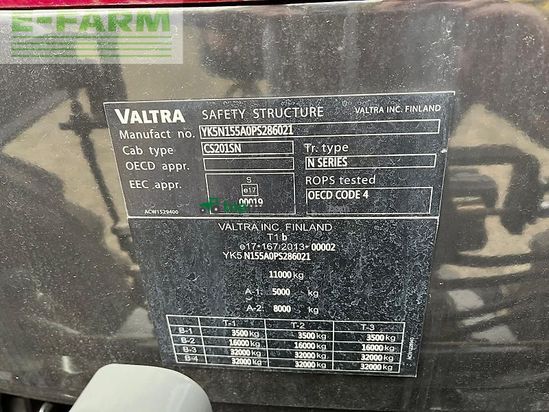 E-FARM
VALTRA SAFETY STRUCTURE VALTRA INC. FINLAND
Manufact no. YK5N155A0PS286021
Cab type CS201SN Tr. type
OECD appr. N SERIES
EEC appr. S e17 00019 ROPS tested
OECD CODE 4
ACW1529400
VALTRA INC. FINLAND
T1 b
e17*167/2013*00002
YK5N155A0PS286021
11000 kg
A-1: 5000 kg
A-2: 8000 kg
T-1 T-2 T-3
B-1 3500 kg 3500 kg 3500 kg
B-2 16000 kg 16000 kg 16000 kg
B-3 32000 kg 32000 kg 32000 kg
B-4 32000 kg 32000 kg 32000 kg